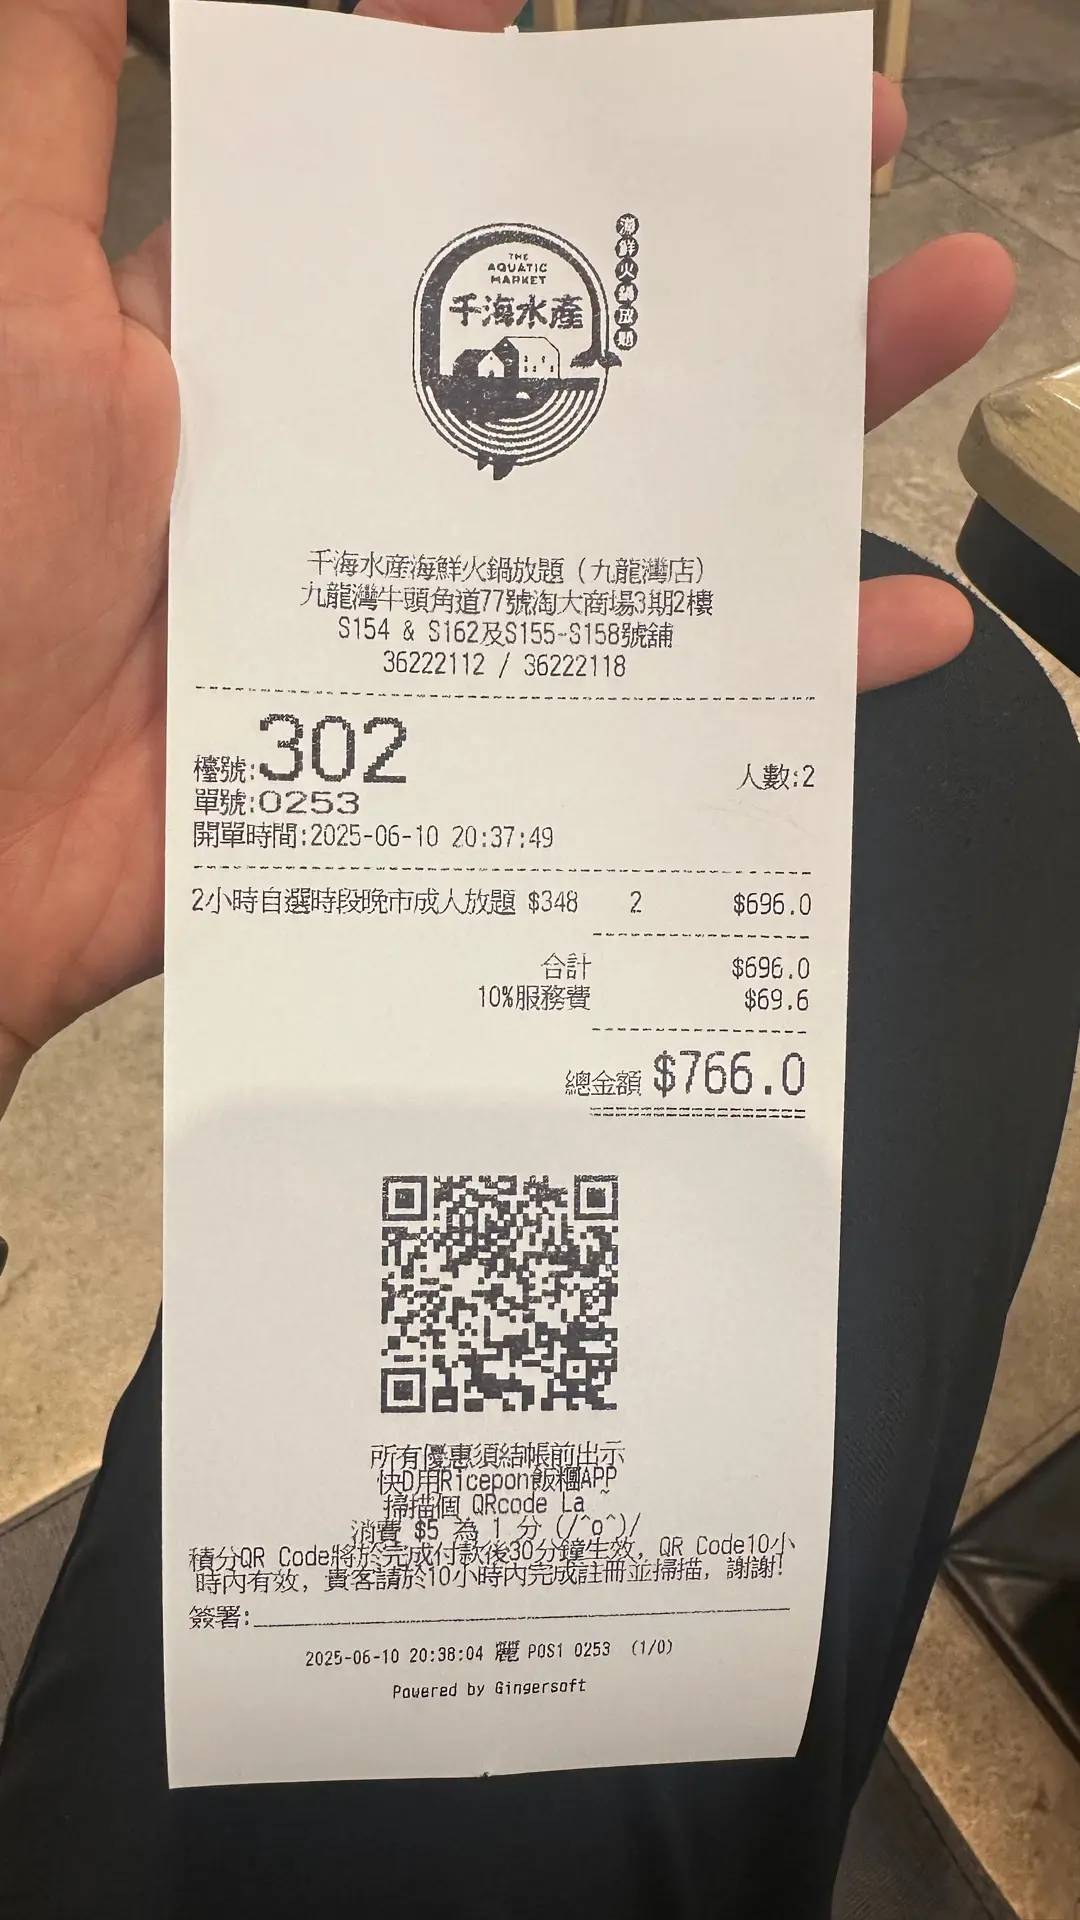 THE
AQUATIC
MARKET
千海水產
海鮮火鍋放題
千海水産海鮮火鍋放題（九龍灣店）
九龍灣牛頭角道77號淘大商場3期2樓
S154 & S162及S155-S158號舖
36222112 / 36222118
檯號:302 人數:2
單號:0253
開單時間:2025-06-10 20:37:49
2小時自選時段晚市成人放題 $348 2 $696.0
合計 $696.0
10%服務費 $69.6
總金額 $766.0
所有優惠須結帳前出示
快D用Ricepon飯糰APP
掃描個 QRcode La ~
消費 $5 為 1 分 (/^o^)/
積分QR Code將於完成付款後30分鐘生效, QR Code10小
時內有效, 貴客請於10小時內完成註冊並掃描, 謝謝!
簽署:
2025-06-10 20:38:04 麗 POS1 0253 (1/0)
Powered by Gingersoft